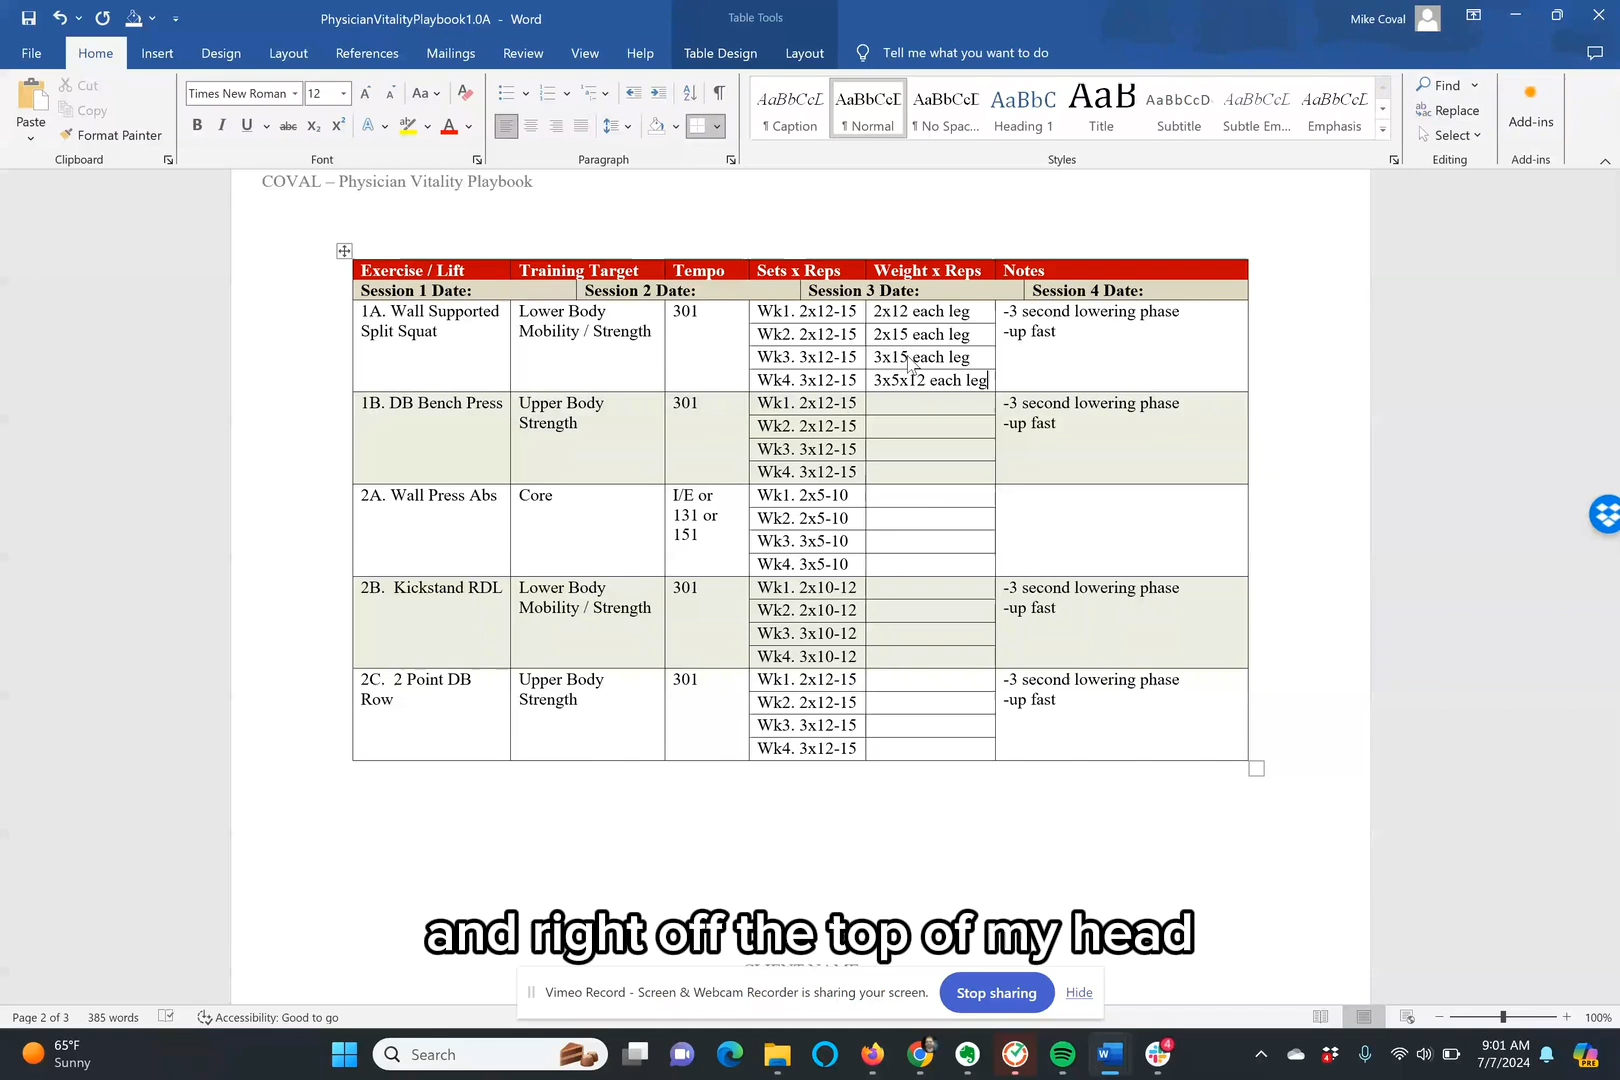 PhysicianVitalityPlaybook1.0A - Word
Table Tools
Mike Coval
File Home Insert Design Layout References Mailings Review View Help Table Design Layout Tell me what you want to do
Paste
Cut
Copy
Format Painter
Clipboard
Times New Roman 12
Font
Paragraph
AaBbCcD AaBbCcD AaBbCcD AaBbC AaB AaBbCcD AaBbCcD AaBbCcD
¶ Caption ¶ Normal ¶ No Spac... Heading 1 Title Subtitle Subtle Em... Emphasis
Styles
Find
Replace
Select
Editing
Add-ins
Add-ins
COVAL – Physician Vitality Playbook
Exercise / Lift Training Target Tempo Sets x Reps Weight x Reps Notes
Session 1 Date: Session 2 Date: Session 3 Date: Session 4 Date:
1A. Wall Supported Lower Body 301 Wk1. 2x12-15 2x12 each leg -3 second lowering phase
Split Squat Mobility / Strength Wk2. 2x12-15 2x15 each leg -up fast
Wk3. 3x12-15 3x15 each leg
Wk4. 3x12-15 3x5x12 each leg
1B. DB Bench Press Upper Body 301 Wk1. 2x12-15 -3 second lowering phase
Strength Wk2. 2x12-15 -up fast
Wk3. 3x12-15
Wk4. 3x12-15
2A. Wall Press Abs Core I/E or Wk1. 2x5-10
131 or Wk2. 2x5-10
151 Wk3. 3x5-10
Wk4. 3x5-10
2B. Kickstand RDL Lower Body 301 Wk1. 2x10-12 -3 second lowering phase
Mobility / Strength Wk2. 2x10-12 -up fast
Wk3. 3x10-12
Wk4. 3x10-12
2C. 2 Point DB Upper Body 301 Wk1. 2x12-15 -3 second lowering phase
Row Strength Wk2. 2x12-15 -up fast
Wk3. 3x12-15
Wk4. 3x12-15
and right off the top of my head
Vimeo Record - Screen & Webcam Recorder is sharing your screen. Stop sharing Hide
Page 2 of 3 385 words Accessibility: Good to go 100%
65°F
Sunny
Search
4
9:01 AM
7/7/2024
PRE